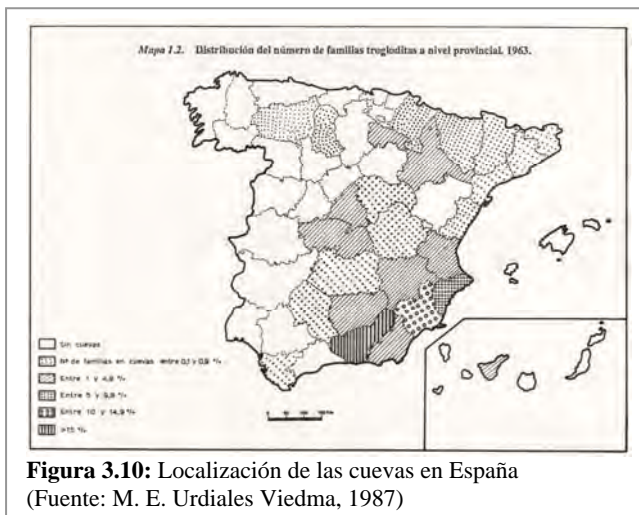 Mapa 1.2. Distribución del número de familias trogloditas a nivel provincial. 1963.
Sin cuevas
Nº de familias en cuevas entre 0,1 y 0,9 %
Entre 1 y 4,9 %
Entre 5 y 9,9 %
Entre 10 y 14,9 %
>15 %
Figura 3.10: Localización de las cuevas en España
(Fuente: M. E. Urdiales Viedma, 1987)